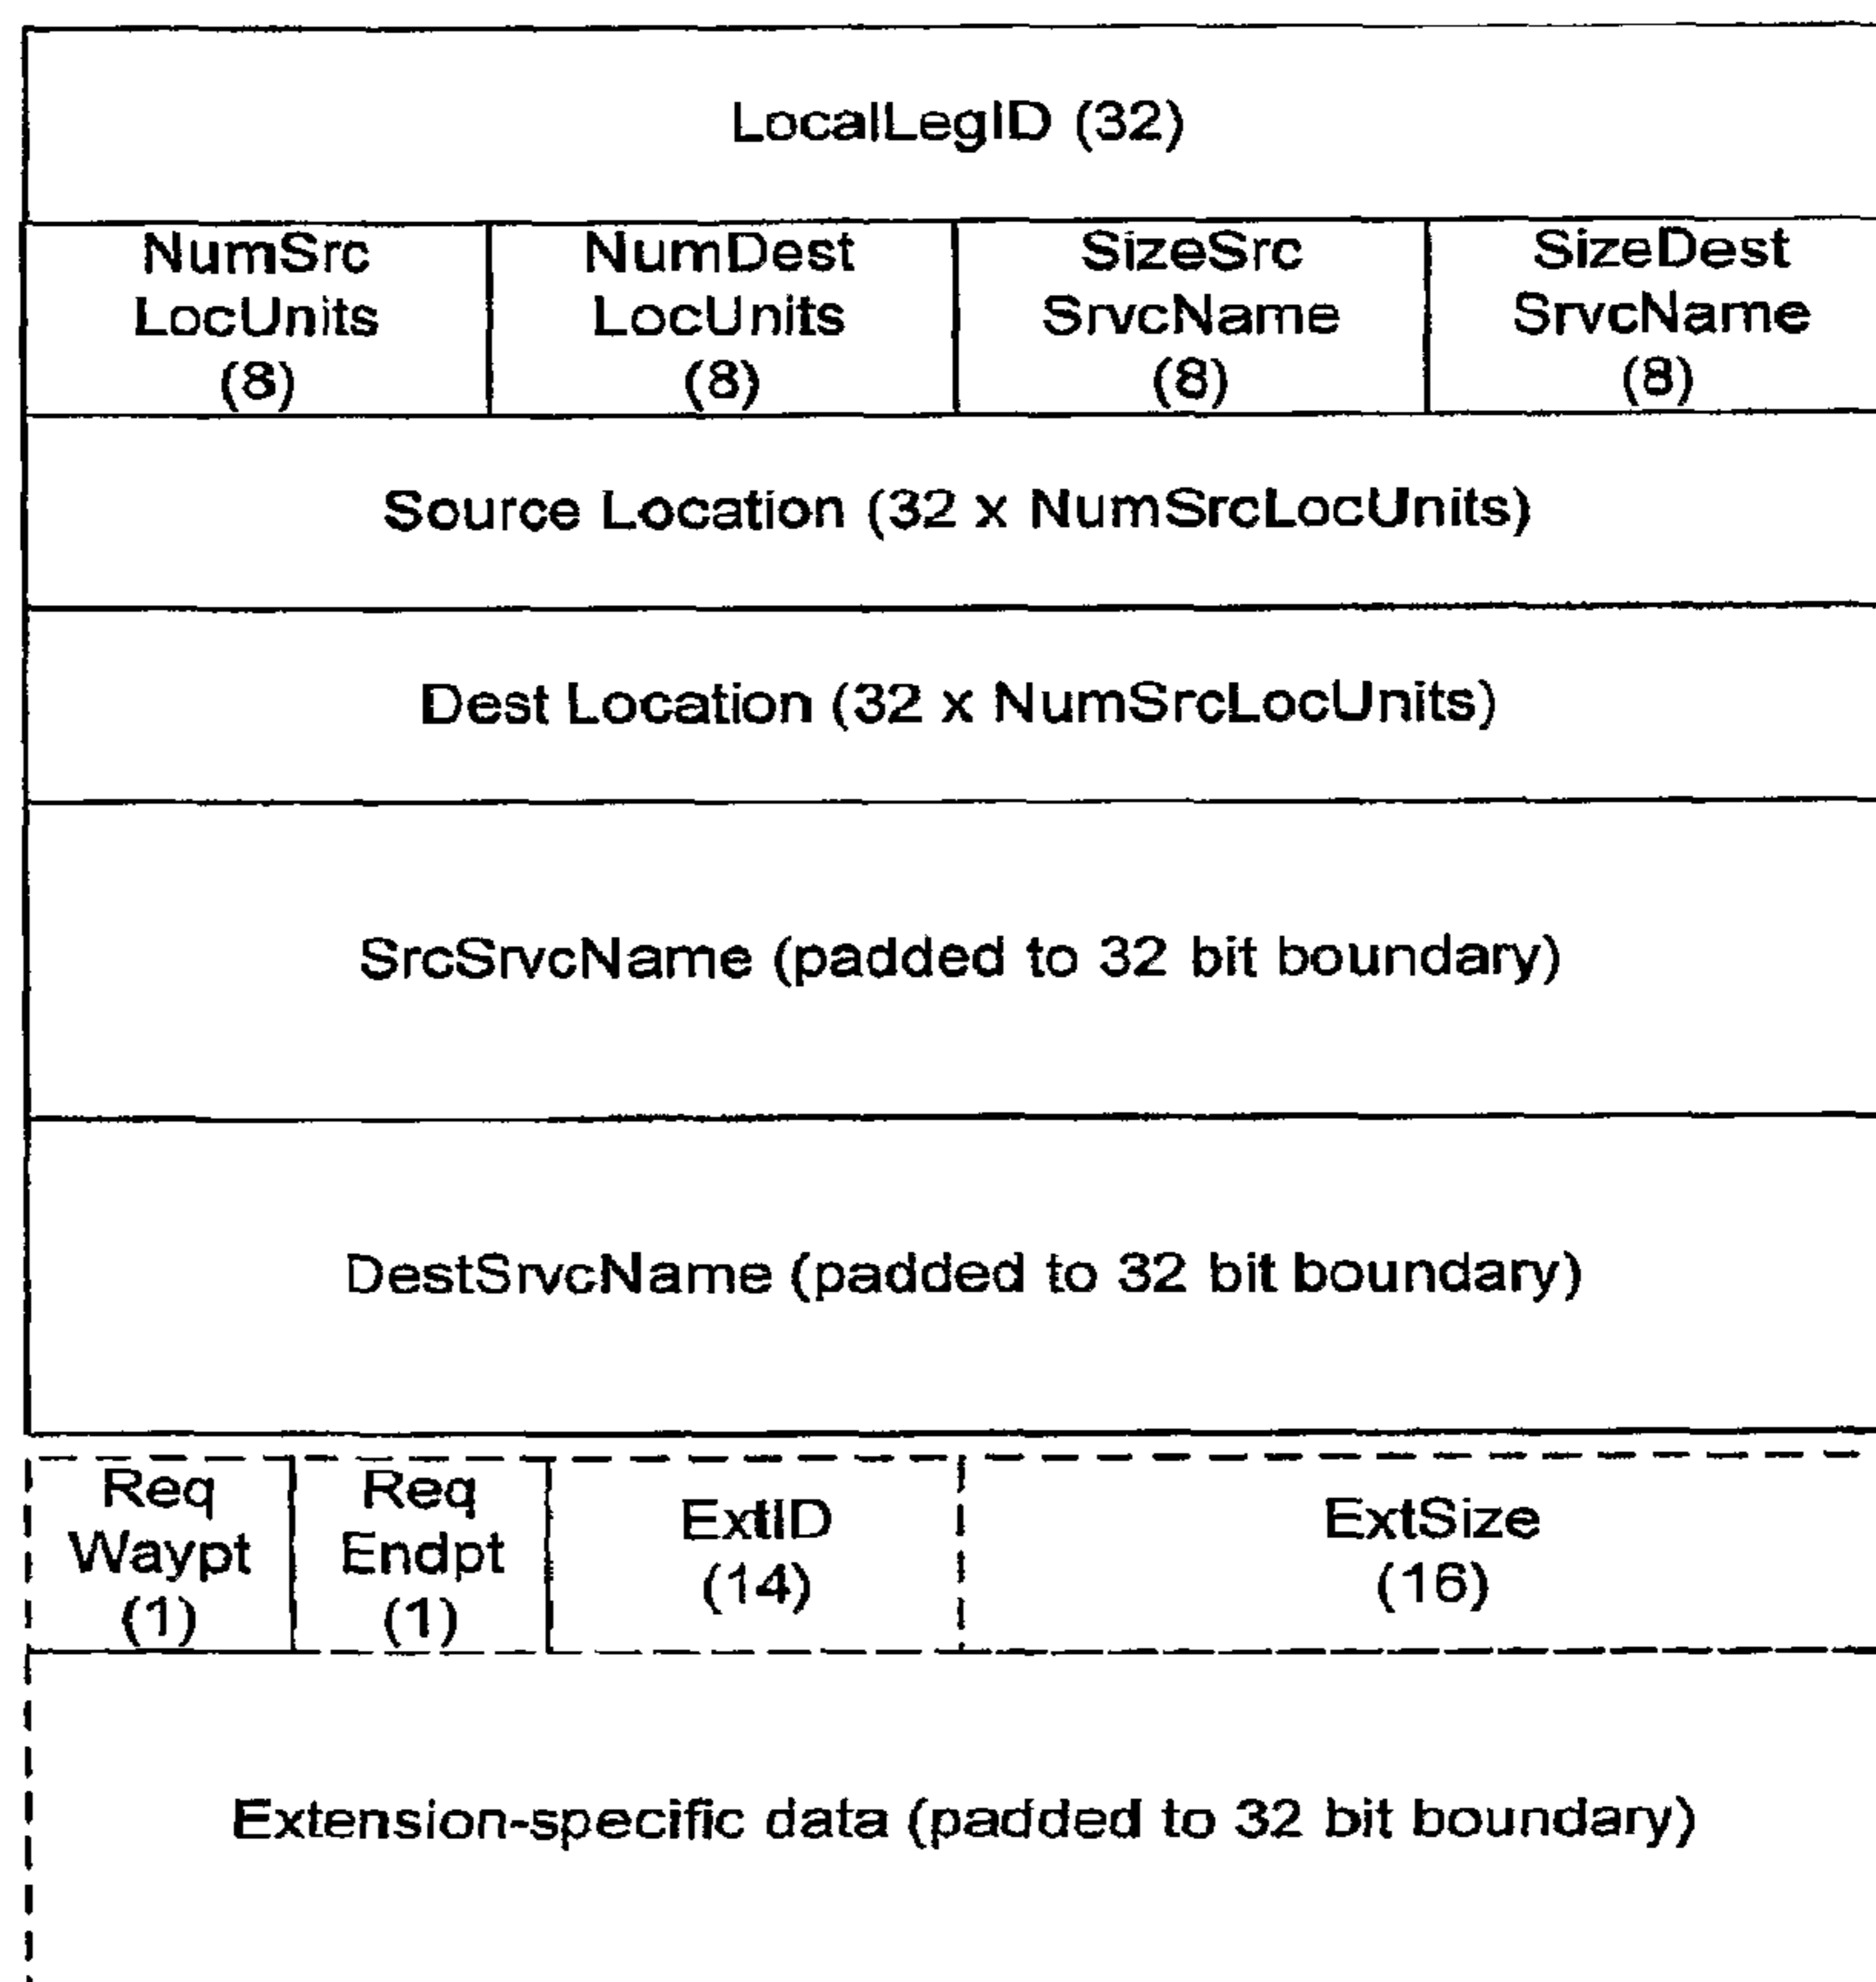 LocalLegID (32)
NumSrc
LocUnits
(8)
NumDest
LocUnits
(8)
SizeSrc
SrvcName
(8)
SizeDest
SrvcName
(8)
Source Location (32 x NumSrcLocUnits)
Dest Location (32 x NumSrcLocUnits)
SrcSrvcName (padded to 32 bit boundary)
DestSrvcName (padded to 32 bit boundary)
Req
Waypt
(1)
Req
Endpt
(1)
ExtID
(14)
ExtSize
(16)
Extension-specific data (padded to 32 bit boundary)